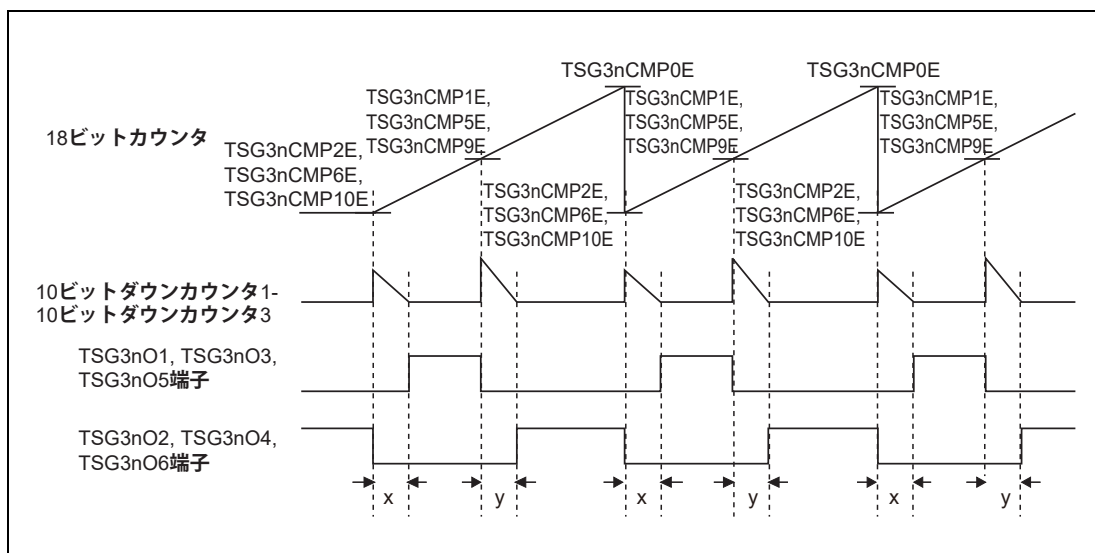 TSG3nCMP0E
TSG3nCMP0E
TSG3nCMP1E,
TSG3nCMP5E,
TSG3nCMP9E
TSG3nCMP1E,
TSG3nCMP5E,
TSG3nCMP9E
TSG3nCMP1E,
TSG3nCMP5E,
TSG3nCMP9E
18ビットカウンタ
TSG3nCMP2E,
TSG3nCMP6E,
TSG3nCMP10E
TSG3nCMP2E,
TSG3nCMP6E,
TSG3nCMP10E
TSG3nCMP2E,
TSG3nCMP6E,
TSG3nCMP10E
10ビットダウンカウンタ1-
10ビットダウンカウンタ3
TSG3nO1, TSG3nO3,
TSG3nO5端子
TSG3nO2, TSG3nO4,
TSG3nO6端子
x
y
x
y
x
y